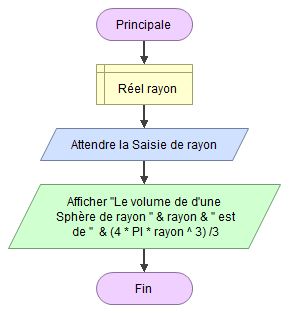 Principale
Réel rayon
Attendre la Saisie de rayon
Afficher "Le volume de d'une
Sphère de rayon " & rayon & " est
de "  & (4 * PI * rayon ^ 3) /3
Fin